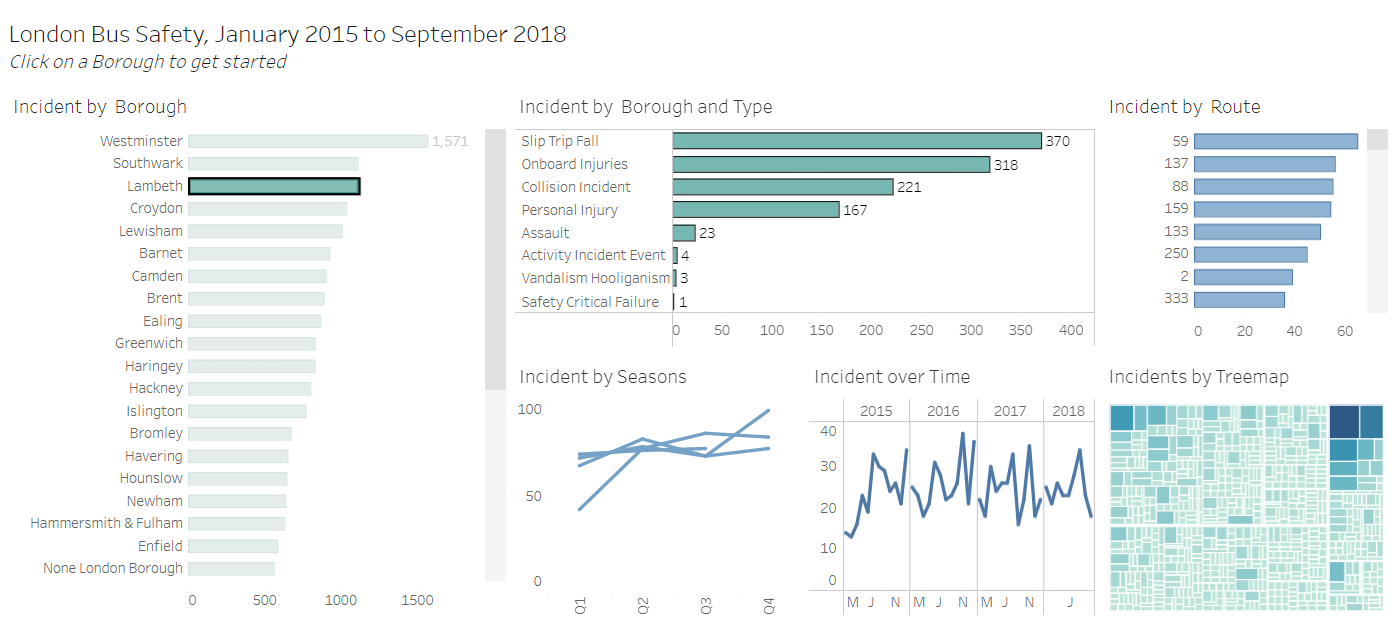 London Bus Safety, January 2015 to September 2018
Click on a Borough to get started
Incident by Borough
Westminster 1,571
Southwark
Lambeth
Croydon
Lewisham
Barnet
Camden
Brent
Ealing
Greenwich
Haringey
Hackney
Islington
Bromley
Havering
Hounslow
Newham
Hammersmith & Fulham
Enfield
None London Borough
0 500 1000 1500
Incident by Borough and Type
Slip Trip Fall 370
Onboard Injuries 318
Collision Incident 221
Personal Injury 167
Assault 23
Activity Incident Event 4
Vandalism Hooliganism 3
Safety Critical Failure 1
0 50 100 150 200 250 300 350 400
Incident by Route
59
137
88
159
133
250
2
333
0 20 40 60
Incident by Seasons
100
50
0
Q1 Q2 Q3 Q4
Incident over Time
2015 2016 2017 2018
40
30
20
10
0
M J N M J N M J N J
Incidents by Treemap